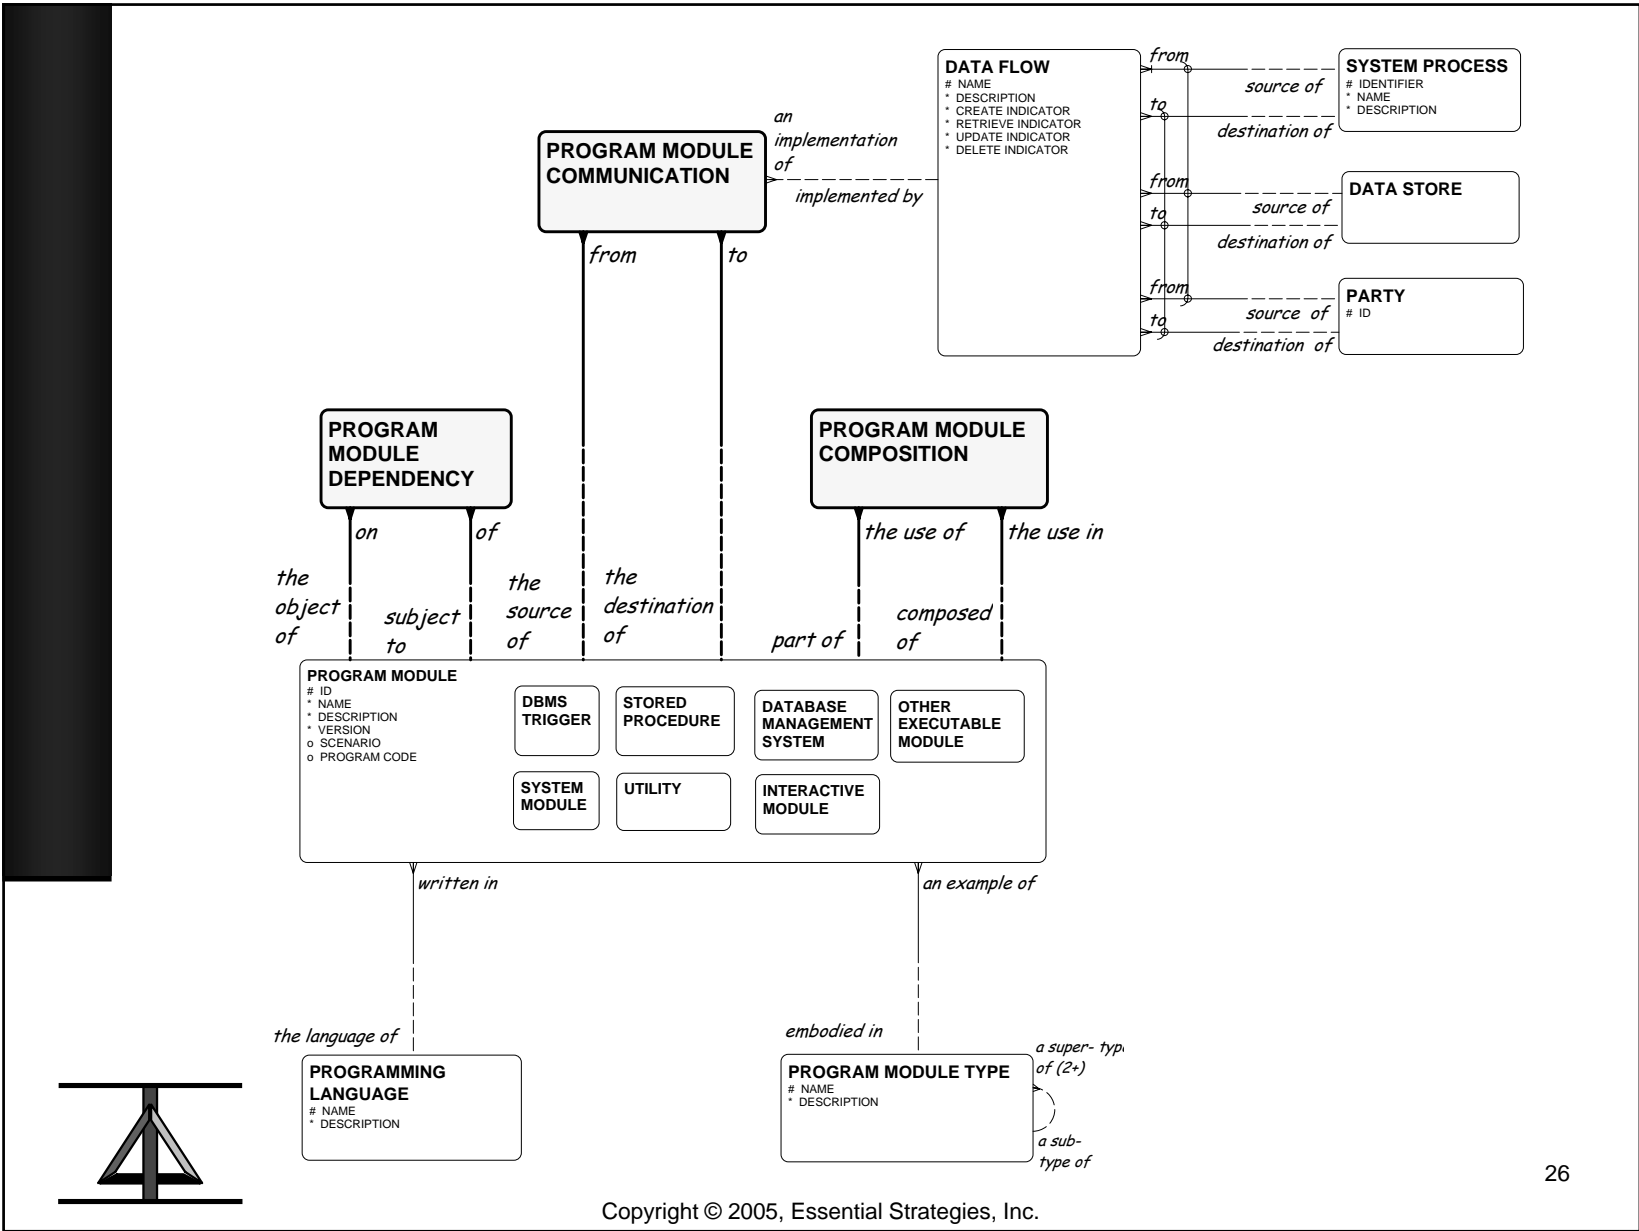 DATA FLOW
# NAME
* DESCRIPTION
* CREATE INDICATOR
* RETRIEVE INDICATOR
* UPDATE INDICATOR
* DELETE INDICATOR
from
source of
to
destination of
from
source of
to
destination of
from
source of
to
destination of
SYSTEM PROCESS
# IDENTIFIER
* NAME
* DESCRIPTION
DATA STORE
PARTY
# ID
PROGRAM MODULE
COMMUNICATION
an
implementation
of
implemented by
from
to
PROGRAM
MODULE
DEPENDENCY
PROGRAM MODULE
COMPOSITION
on
of
the use of
the use in
the
object
of
subject
to
the
source
of
the
destination
of
part of
composed
of
PROGRAM MODULE
# ID
* NAME
* DESCRIPTION
* VERSION
o SCENARIO
o PROGRAM CODE
DBMS
TRIGGER
STORED
PROCEDURE
DATABASE
MANAGEMENT
SYSTEM
OTHER
EXECUTABLE
MODULE
SYSTEM
MODULE
UTILITY
INTERACTIVE
MODULE
written in
an example of
the language of
embodied in
PROGRAMMING
LANGUAGE
# NAME
* DESCRIPTION
PROGRAM MODULE TYPE
# NAME
* DESCRIPTION
a super- typ
of (2+)
a sub-
type of
26
Copyright © 2005, Essential Strategies, Inc.